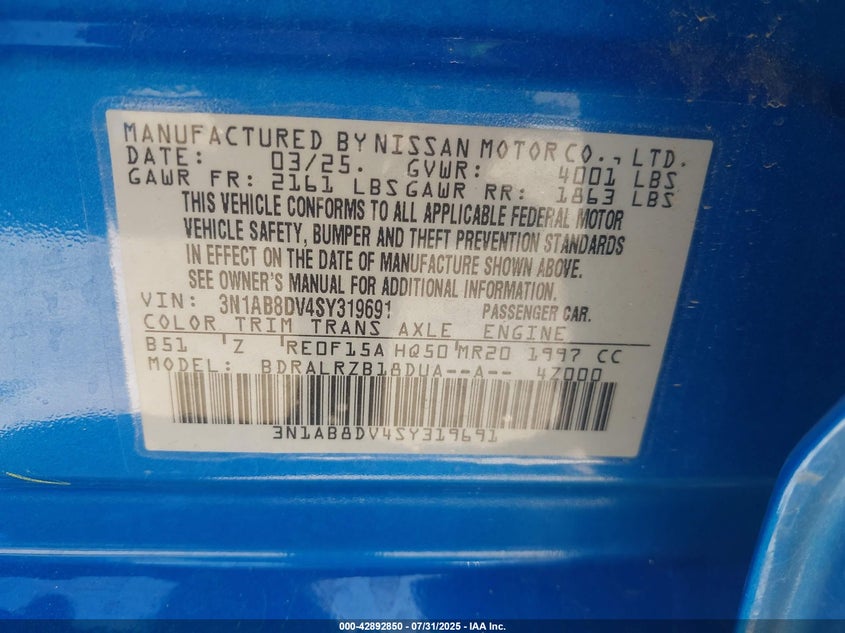 MANUFACTURED BY NISSAN MOTOR CO., LTD.
DATE: 03/25. GVWR: 4001 LBS
GAWR FR: 2161 LBS GAWR RR: 1863 LBS
THIS VEHICLE CONFORMS TO ALL APPLICABLE FEDERAL MOTOR
VEHICLE SAFETY, BUMPER AND THEFT PREVENTION STANDARDS
IN EFFECT ON THE DATE OF MANUFACTURE SHOWN ABOVE.
SEE OWNER'S MANUAL FOR ADDITIONAL INFORMATION.
VIN: 3N1AB8DV4SY319691 PASSENGER CAR.
COLOR TRIM TRANS AXLE ENGINE
B51 'Z 'RE0F15A HQ50 'MR20 1997 CC
MODEL: BDRALRZB18DUA--A-- 47000
3N1AB8DV4SY319691
000-42892850 - 07/31/2025 - IAA Inc.